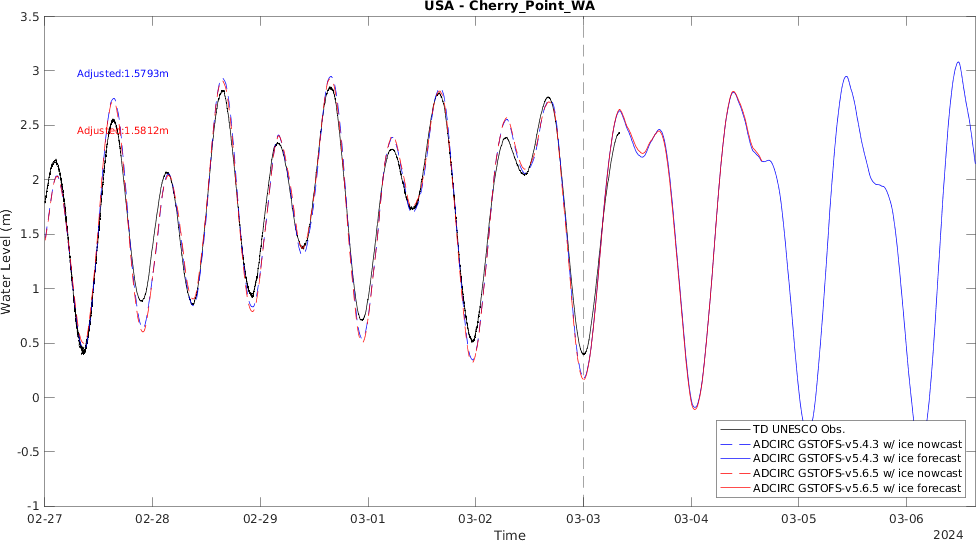 USA - Cherry_Point_WA
3.5
3
2.5
2
1.5
1
0.5
0
-0.5
-1
Water Level (m)
Adjusted:1.5793m
Adjusted:1.5812m
TD UNESCO Obs.
ADCIRC GSTOFS-v5.4.3 w/ ice nowcast
ADCIRC GSTOFS-v5.4.3 w/ ice forecast
ADCIRC GSTOFS-v5.6.5 w/ ice nowcast
ADCIRC GSTOFS-v5.6.5 w/ ice forecast
02-27 02-28 02-29 03-01 03-02 03-03 03-04 03-05 03-06
Time
2024